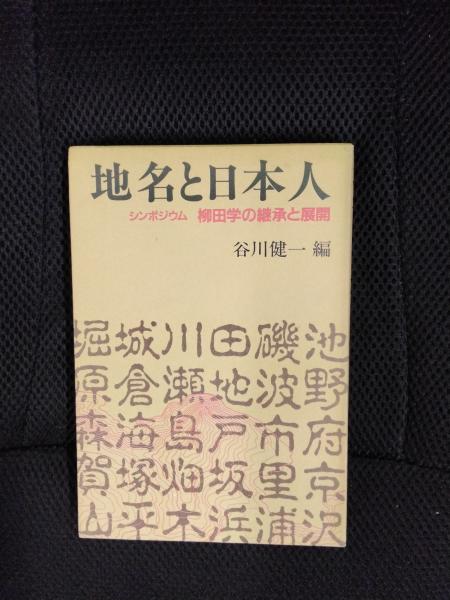 地名と日本人
シンポジウム 柳田学の継承と展開
谷川健一 編
池野府京沢
磯波市里浦
田地戸坂浜
川瀬島畑木
城倉海塚平
堀原森賀山